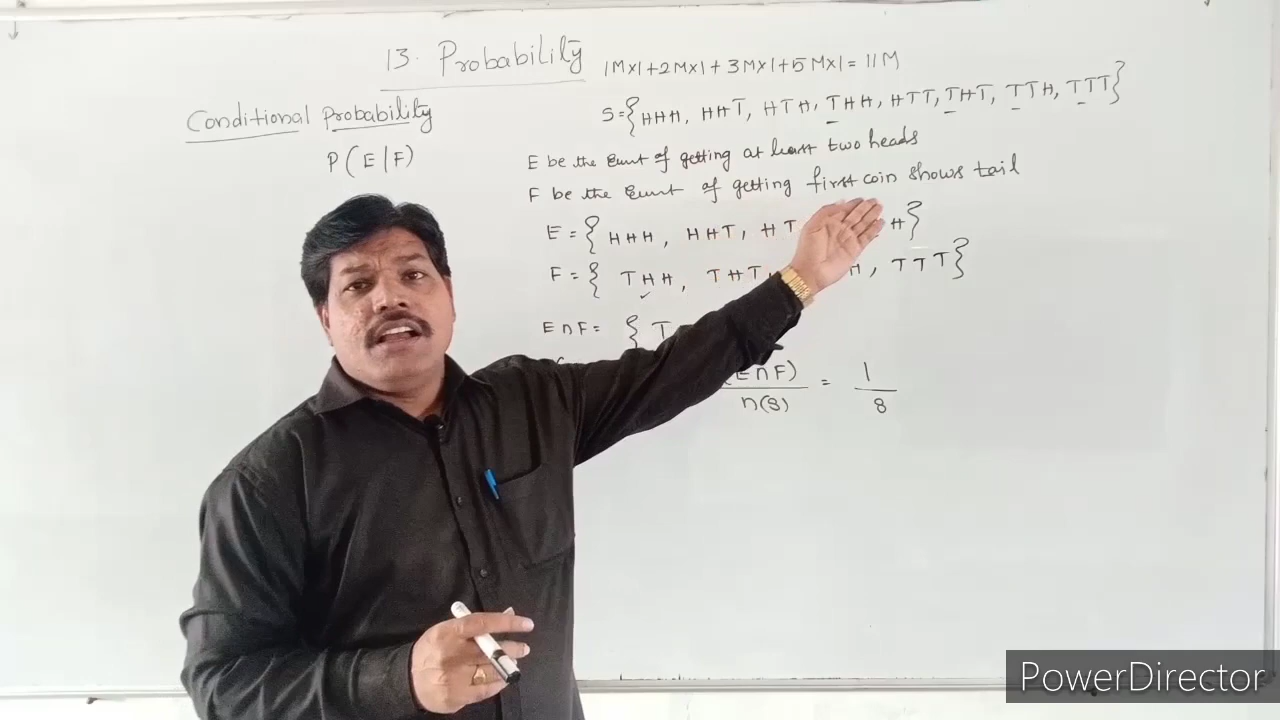 13. Probability
1M×1+2M×1+3M×1+5M×1=11M
Conditional Probability
S={HHH, HHT, HTH, THH, HTT, THT, TTH, TTT}
P(E|F)
E be the Event of getting at least two heads
F be the Event of getting first coin shows tail
E={HHH, HHT, HT H}
F={THH, THT H, TTT}
E∩F= {T
(E∩F) = 1
n(S) 8
PowerDirector